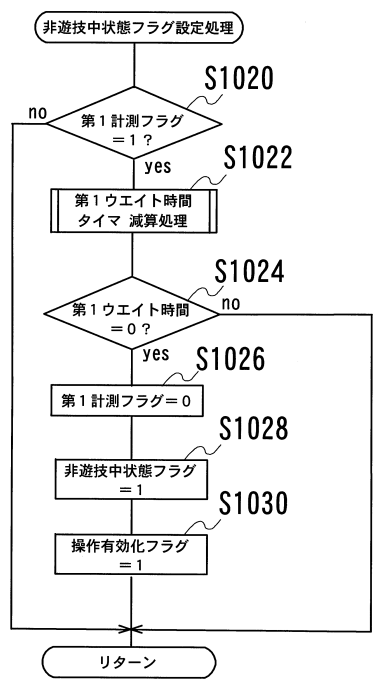 非遊技中状態フラグ設定処理
S1020
no
第1計測フラグ
=1?
yes
S1022
第1ウエイト時間
タイマ 減算処理
S1024
no
第1ウエイト時間
=0?
yes
S1026
第1計測フラグ=0
S1028
非遊技中状態フラグ
=1
S1030
操作有効化フラグ
=1
リターン